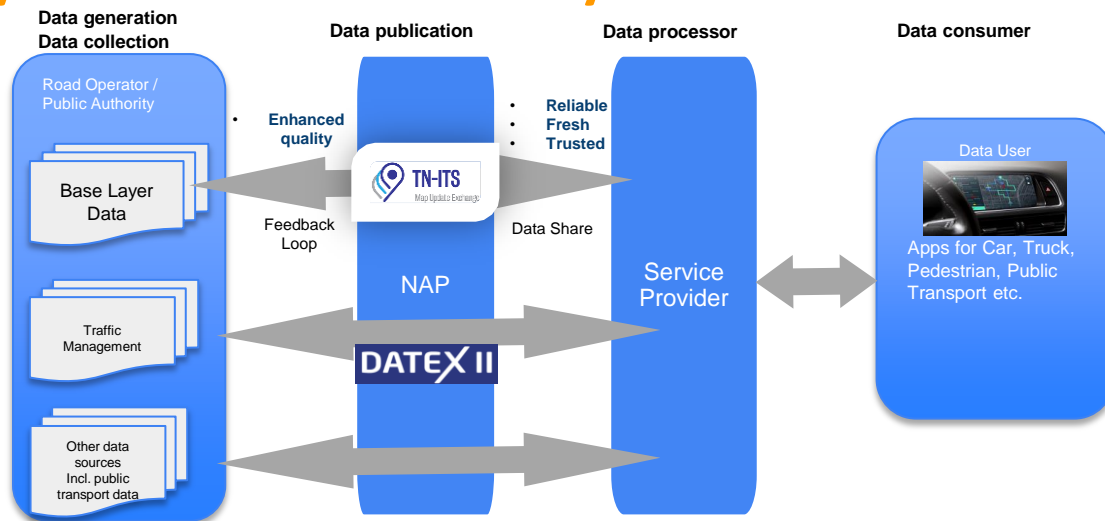 Data generation
Data collection
Data publication
Data processor
Data consumer
Road Operator /
Public Authority
• Enhanced
quality
• Reliable
• Fresh
• Trusted
Base Layer
Data
TN-ITS
Map Update Exchange
Feedback
Loop
Data Share
NAP
Service
Provider
Data User
Apps for Car, Truck,
Pedestrian, Public
Transport etc.
Traffic
Management
DATEX II
Other data
sources
Incl. public
transport data